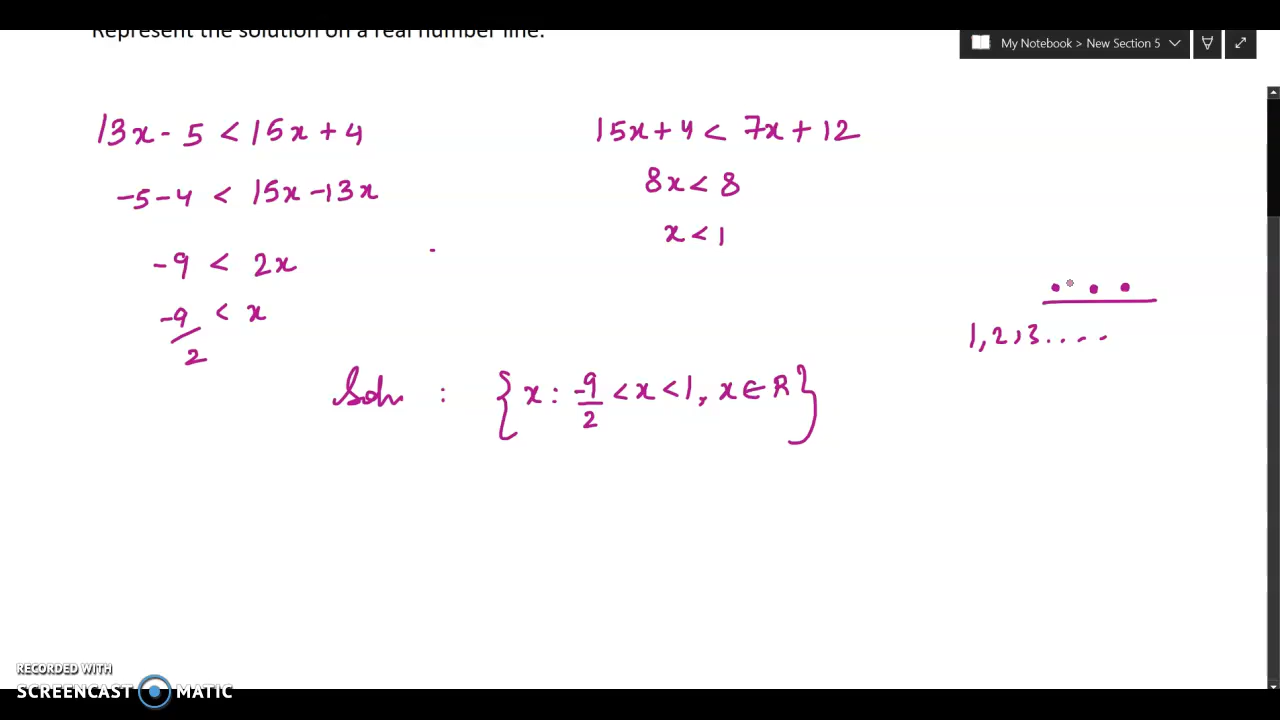 Represent the solution on a real number line.
My Notebook > New Section 5
13x - 5 < 15x + 4
-5-4 < 15x -13x
-9 < 2x
-9/2 < x
15x + 4 < 7x + 12
8x < 8
x < 1
1, 2, 3 . . . .
Soln : { x : -9/2 < x < 1, x ∈ R }
RECORDED WITH
SCREENCAST MATIC